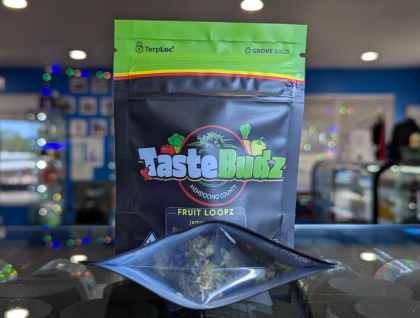 TerpLoc®
GROVE BAGS
TasteBudz
MENDOCINO COUNTY
FRUIT LOOPZ